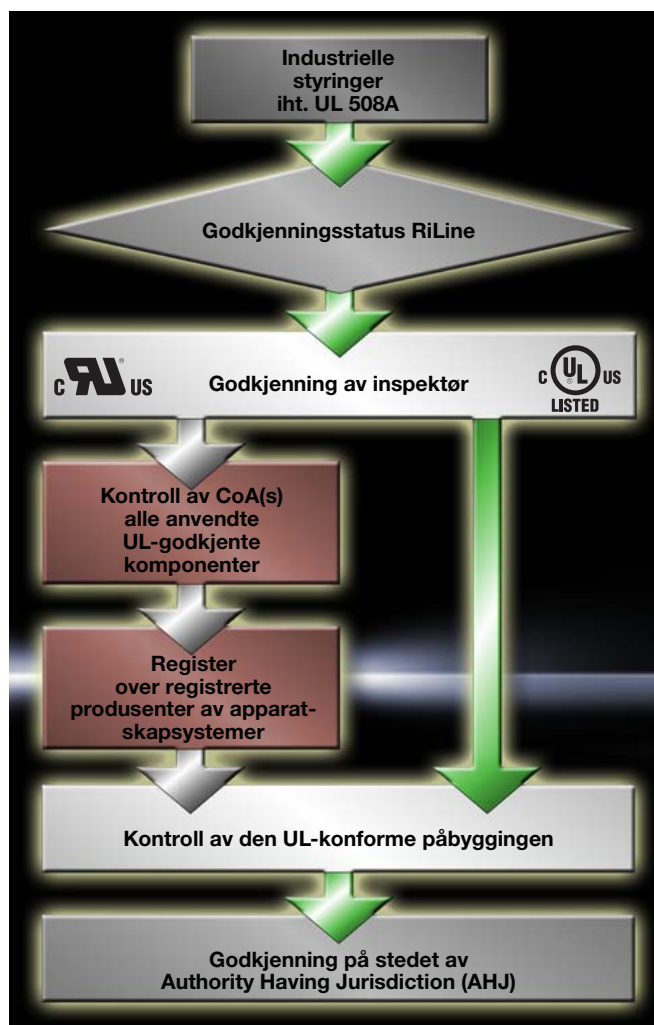 Industrielle
styringer
iht. UL 508A
Godkjenningsstatus RiLine
c RU ® US
Godkjenning av inspektør
c UL ® US
LISTED
Kontroll av CoA(s)
alle anvendte
UL-godkjente
komponenter
Register
over registrerte
produsenter av apparat-
skapsystemer
Kontroll av den UL-konforme påbyggingen
Godkjenning på stedet av
Authority Having Jurisdiction (AHJ)